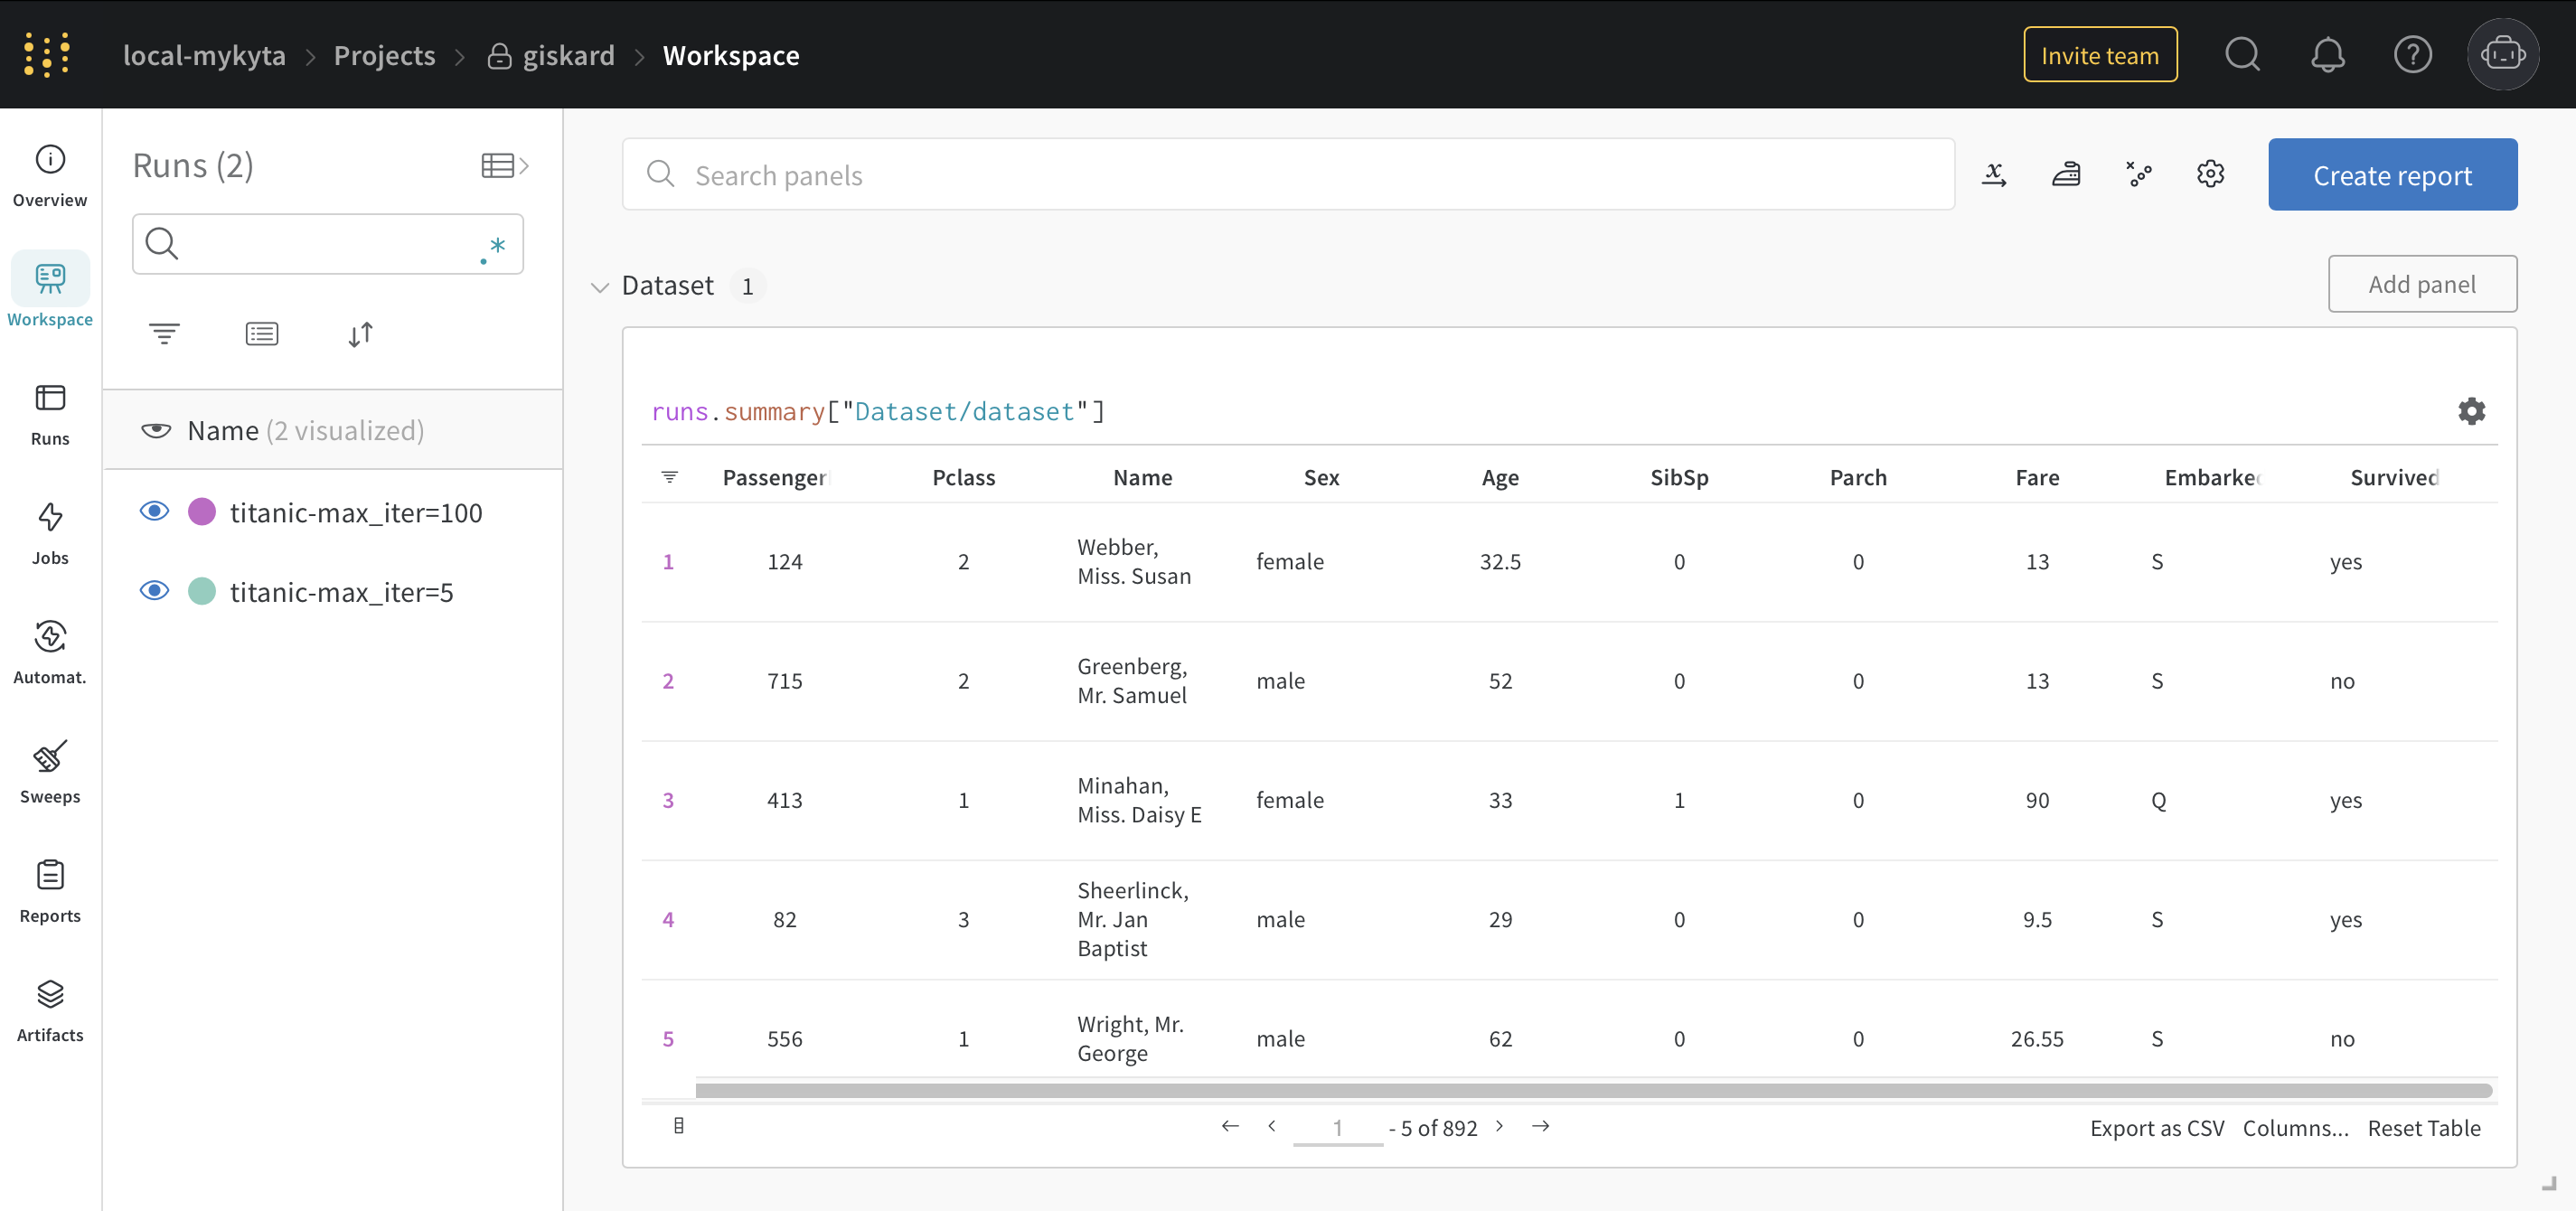 local-mykyta > Projects > giskard > Workspace
Invite team
Overview
Workspace
Runs
Jobs
Automat.
Sweeps
Reports
Artifacts
Runs (2)
.*
Name (2 visualized)
titanic-max_iter=100
titanic-max_iter=5
Search panels
Create report
Dataset 1
Add panel
runs.summary["Dataset/dataset"]
Passenger Pclass Name Sex Age SibSp Parch Fare Embarked Survived
1 124 2 Webber, Miss. Susan female 32.5 0 0 13 S yes
2 715 2 Greenberg, Mr. Samuel male 52 0 0 13 S no
3 413 1 Minahan, Miss. Daisy E female 33 1 0 90 Q yes
4 82 3 Sheerlinck, Mr. Jan Baptist male 29 0 0 9.5 S yes
5 556 1 Wright, Mr. George male 62 0 0 26.55 S no
1 - 5 of 892
Export as CSV Columns... Reset Table